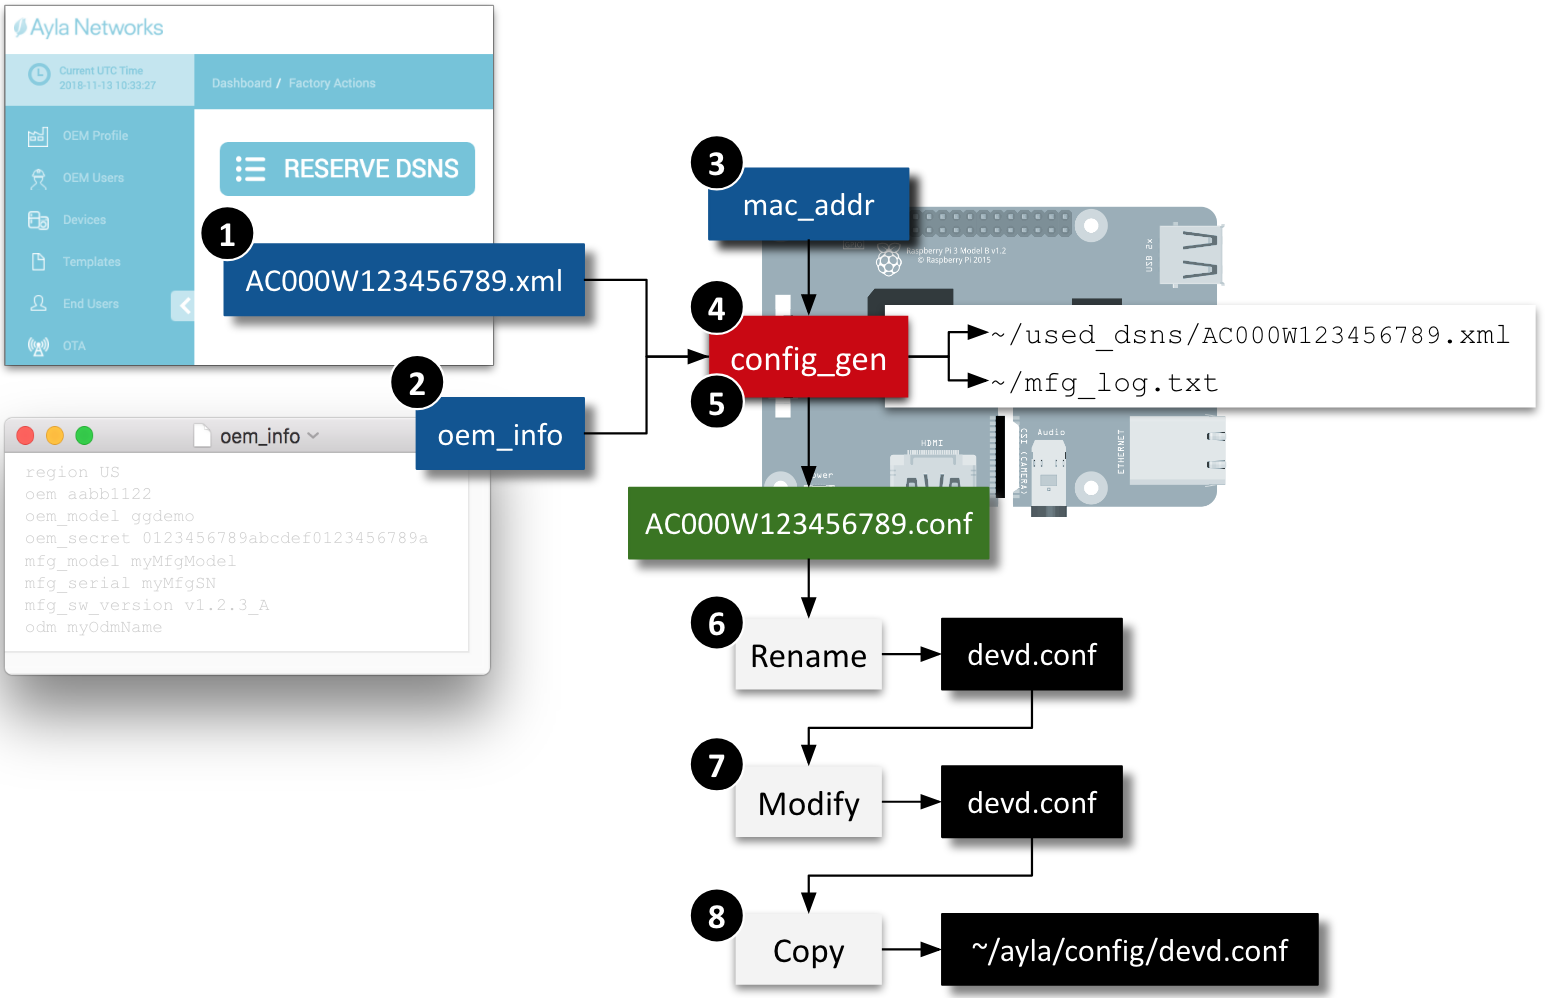 Ayla Networks
Current UTC Time
2018-11-13 10:33:27
Dashboard / Factory Actions
OEM Profile
OEM Users
Devices
Templates
End Users
OTA
RESERVE DSNS
1
AC000W123456789.xml
2
oem_info
oem_info
region US
oem aabb1122
oem_model ggdemo
oem_secret 0123456789abcdef0123456789a
mfg_model myMfgModel
mfg_serial myMfgSN
mfg_sw_version v1.2.3_A
odm myOdmName
3
mac_addr
Raspberry Pi 3 Model B v1.2
© Raspberry Pi 2015
USB 2x
4
config_gen
5
~/used_dsns/AC000W123456789.xml
~/mfg_log.txt
HDMI
CSI (CAMERA)
Audio
ETHERNET
AC000W123456789.conf
6
Rename
devd.conf
7
Modify
devd.conf
8
Copy
~/ayla/config/devd.conf